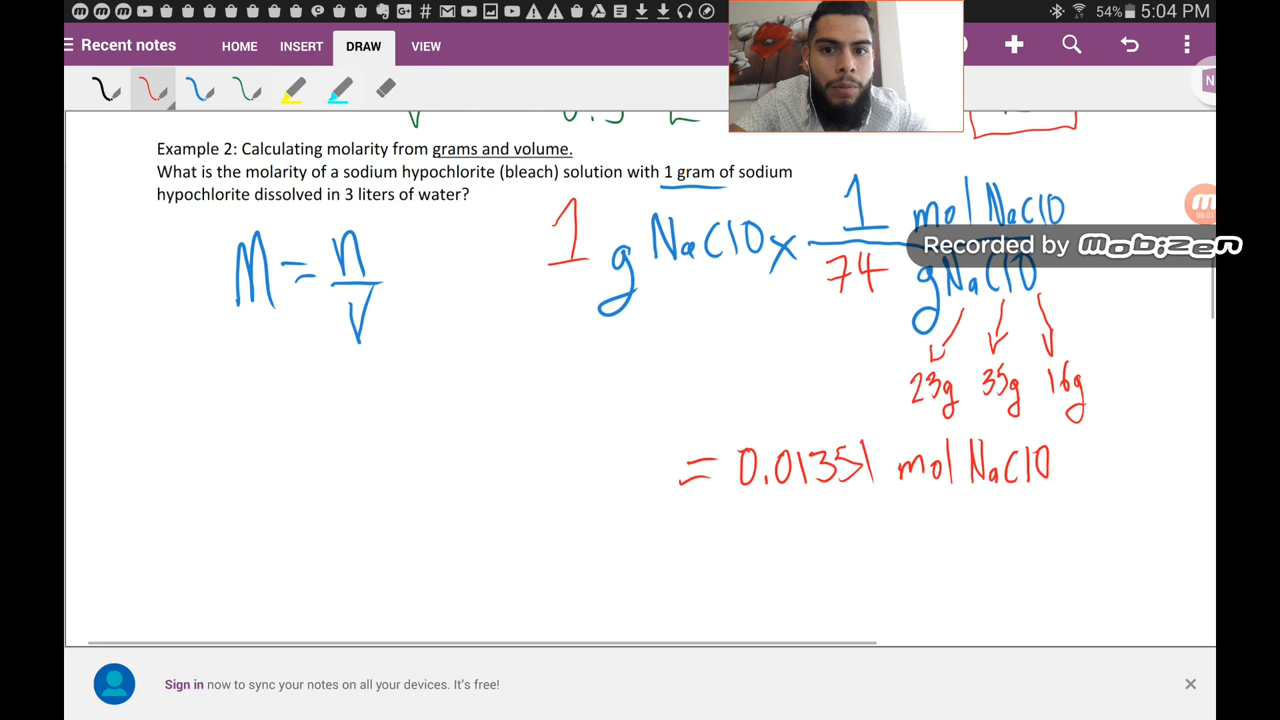 54% 5:04 PM
Recent notes HOME INSERT DRAW VIEW
Example 2: Calculating molarity from grams and volume.
What is the molarity of a sodium hypochlorite (bleach) solution with 1 gram of sodium
hypochlorite dissolved in 3 liters of water?
M = n
V
1 g NaClO x 1 mol NaClO
74 g NaClO
Recorded by mobizen
08:01
23g 35g 16g
= 0.01351 mol NaClO
Sign in now to sync your notes on all your devices. It's free!